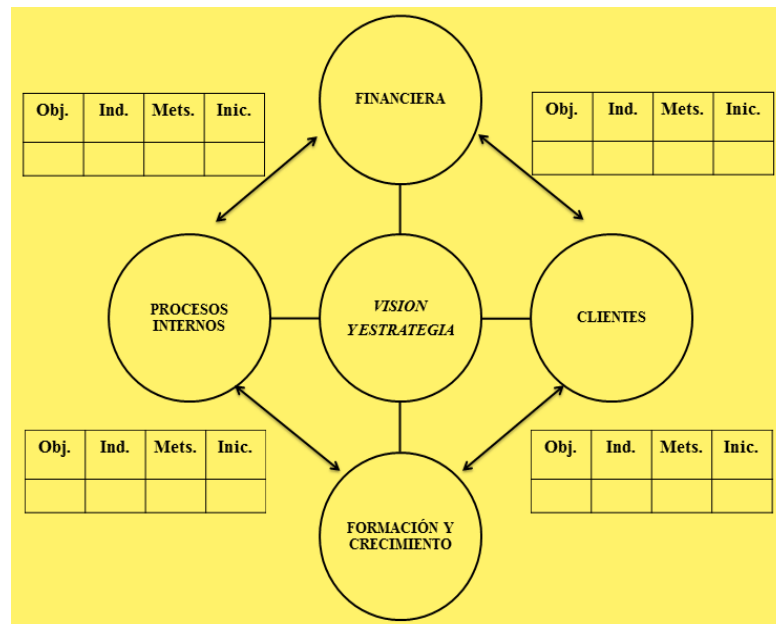 FINANCIERA
Obj. Ind. Mets. Inic.
Obj. Ind. Mets. Inic.
PROCESOS
INTERNOS
VISION
Y ESTRATEGIA
CLIENTES
Obj. Ind. Mets. Inic.
Obj. Ind. Mets. Inic.
FORMACIÓN Y
CRECIMIENTO